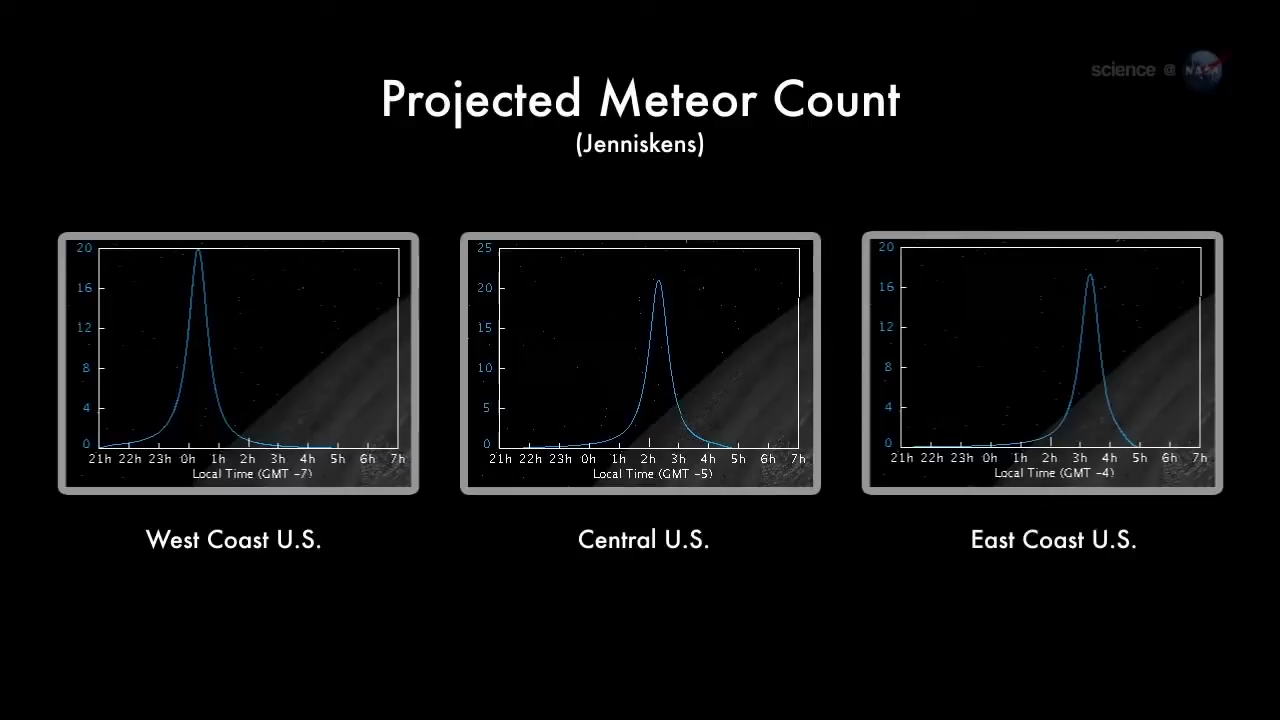 science @ NASA
Projected Meteor Count
(Jenniskens)
20
16
12
8
4
0
21h 22h 23h 0h 1h 2h 3h 4h 5h 6h 7h
Local Time (GMT -7)
West Coast U.S.
25
20
15
10
5
0
21h 22h 23h 0h 1h 2h 3h 4h 5h 6h 7h
Local Time (GMT -5)
Central U.S.
20
16
12
8
4
0
21h 22h 23h 0h 1h 2h 3h 4h 5h 6h 7h
Local Time (GMT -4)
East Coast U.S.